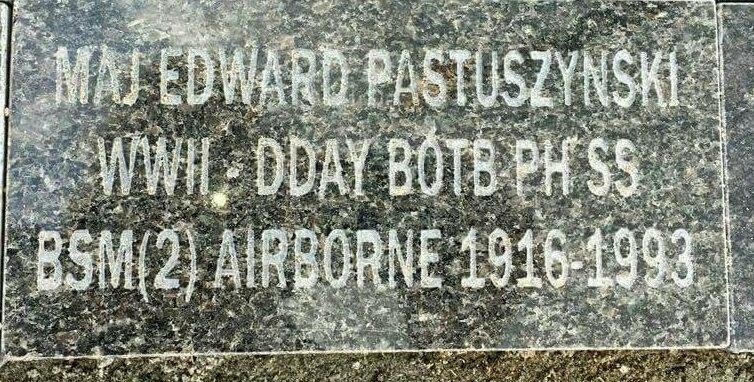 MAJ EDWARD PASTUSZYNSKI
WWII · DDAY BOTB PH SS
BSM(2) AIRBORNE 1916-1993